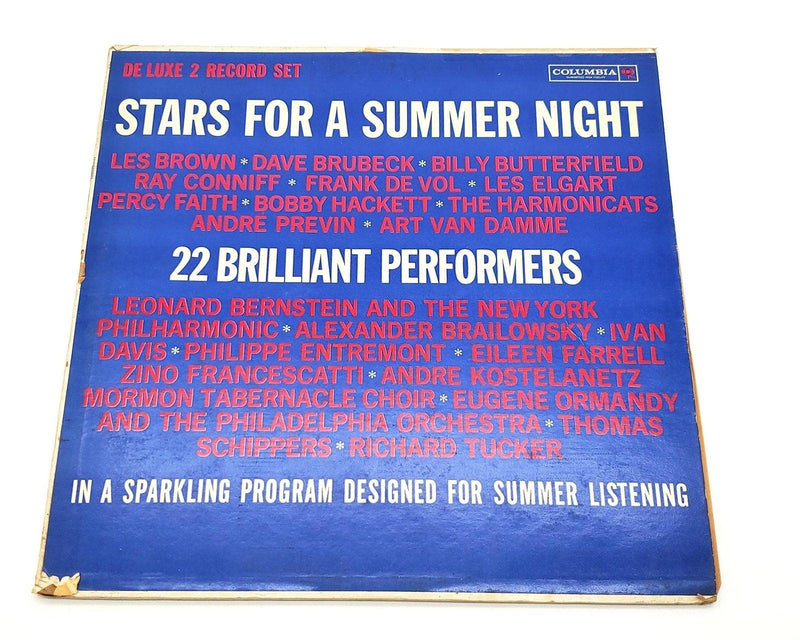 DE LUXE 2 RECORD SET
COLUMBIA
STARS FOR A SUMMER NIGHT
LES BROWN * DAVE BRUBECK * BILLY BUTTERFIELD
RAY CONNIFF * FRANK DE VOL * LES ELGART
PERCY FAITH * BOBBY HACKETT * THE HARMONICATS
ANDRÉ PREVIN * ART VAN DAMME
22 BRILLIANT PERFORMERS
LEONARD BERNSTEIN AND THE NEW YORK
PHILHARMONIC * ALEXANDER BRAILOWSKY * IVAN
DAVIS * PHILIPPE ENTREMONT * EILEEN FARRELL
ZINO FRANCESCATTI * ANDRE KOSTELANETZ
MORMON TABERNACLE CHOIR * EUGENE ORMANDY
AND THE PHILADELPHIA ORCHESTRA * THOMAS
SCHIPPERS * RICHARD TUCKER
IN A SPARKLING PROGRAM DESIGNED FOR SUMMER LISTENING